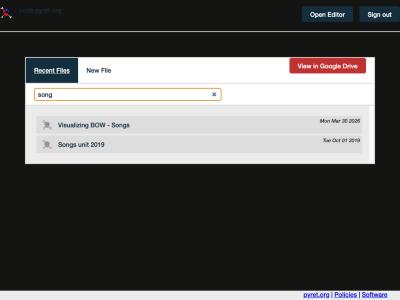 code.pyret.org
Open Editor
Sign out
Recent Files
New File
View in Google Drive
song
Visualizing BOW - Songs
Mon Mar 30 2026
Songs unit 2019
Tue Oct 01 2019
pyret.org | Policies | Software